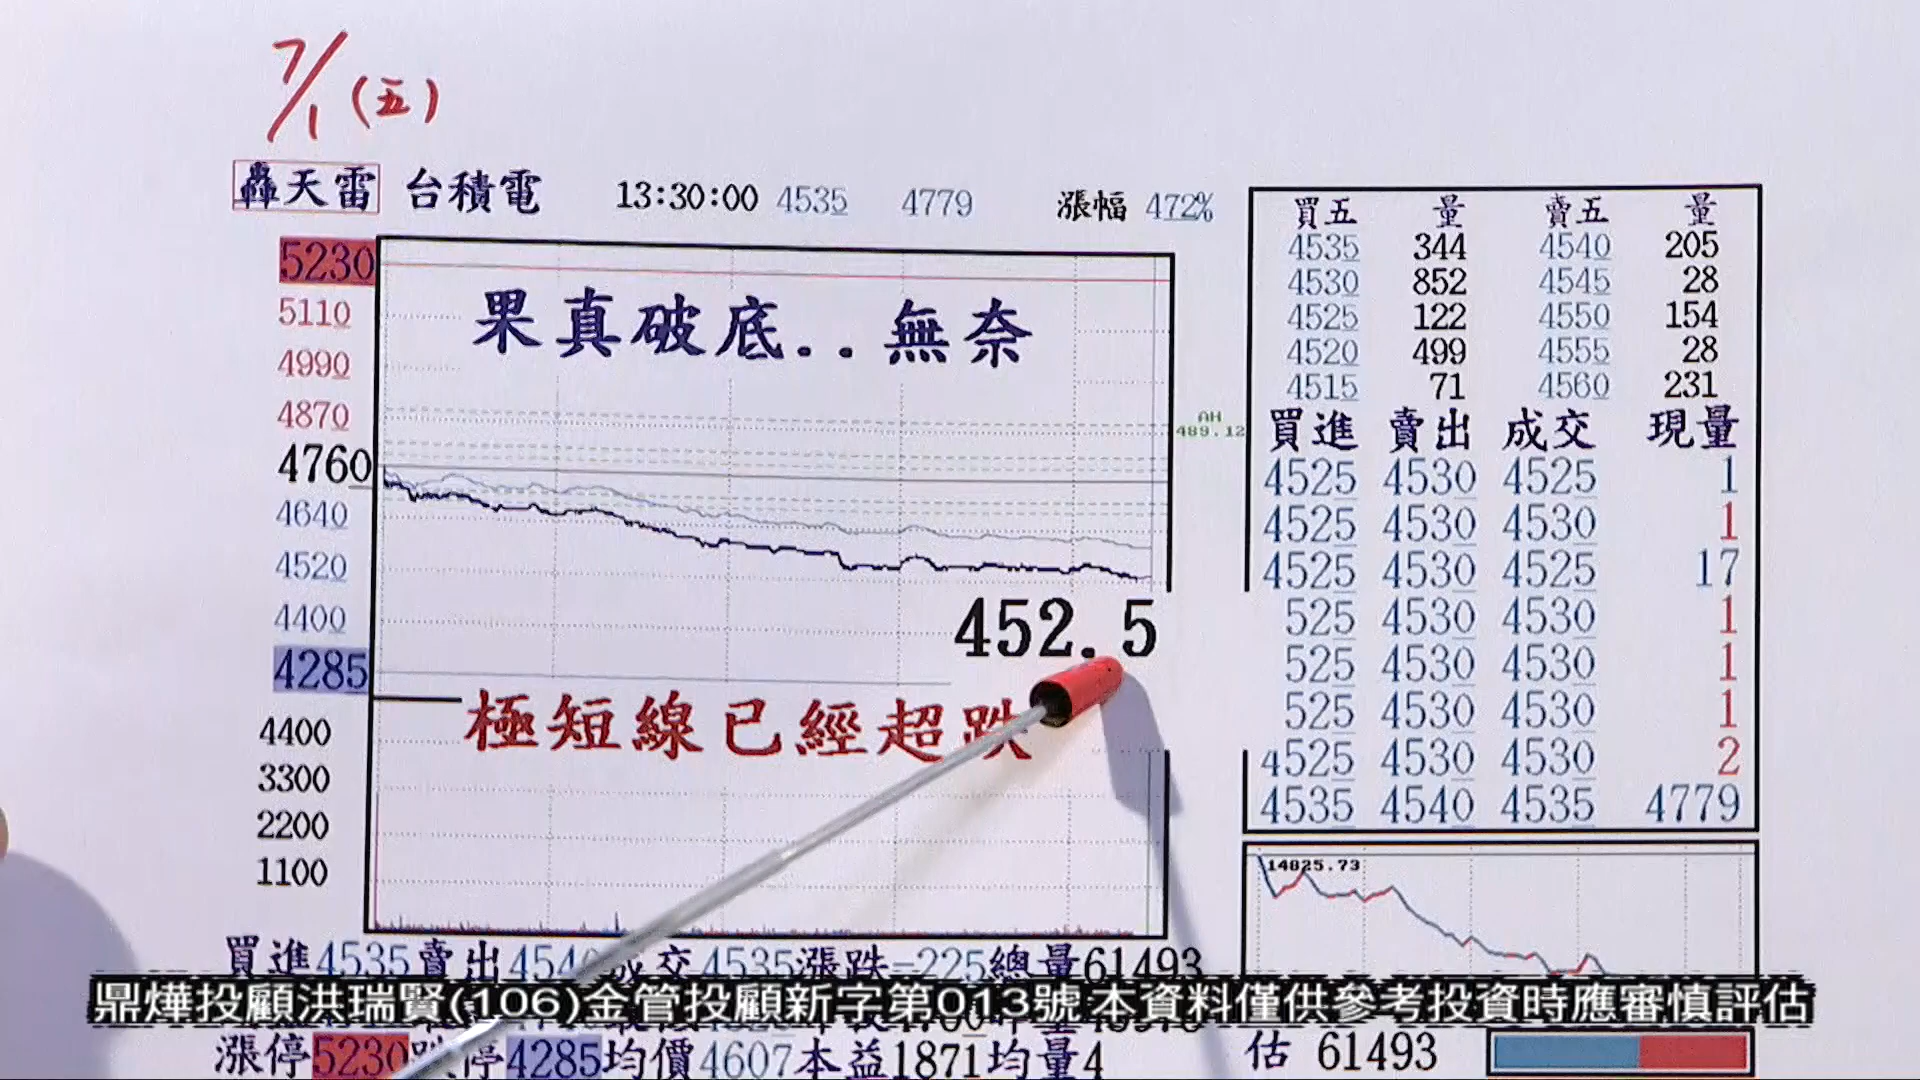 7/1 (五)
轟天雷 台積電 13:30:00 4535 4779 漲幅 472%
5230
5110
4990
4870
4760
4640
4520
4400
4285
4400
3300
2200
1100
果真破底..無奈
AH
489.12
452.5
極短線已經超跌
買五 量 賣五 量
4535 344 4540 205
4530 852 4545 28
4525 122 4550 154
4520 499 4555 28
4515 71 4560 231
買進 賣出 成交 現量
4525 4530 4525 1
4525 4530 4530 1
4525 4530 4525 17
525 4530 4530 1
525 4530 4530 1
525 4530 4530 1
4525 4530 4530 2
4535 4540 4535 4779
14825.73
買進4535賣出4540成交4535漲跌-225總量61493
鼎燁投顧洪瑞賢(106)金管投顧新字第013號本資料僅供參考投資時應審慎評估
漲停5230跌停4285均價4607本益1871均量4
估 61493